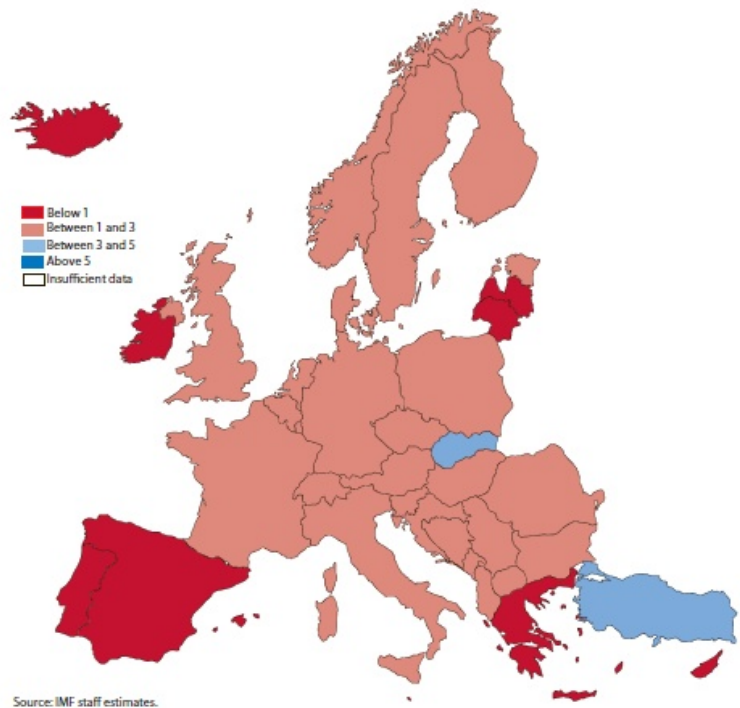 Below 1
Between 1 and 3
Between 3 and 5
Above 5
Insufficient data
Source: IMF staff estimates.